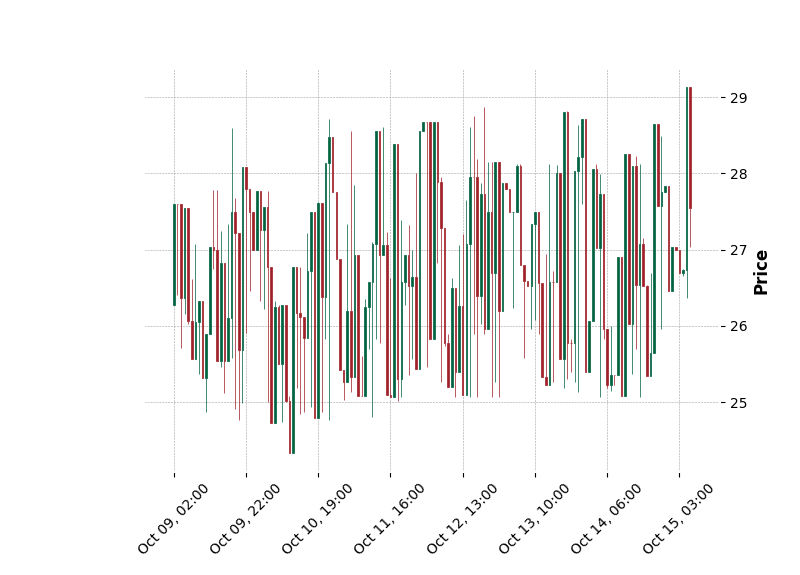 29
28
27
26
25
Price
Oct 09, 02:00
Oct 09, 22:00
Oct 10, 19:00
Oct 11, 16:00
Oct 12, 13:00
Oct 13, 10:00
Oct 14, 06:00
Oct 15, 03:00